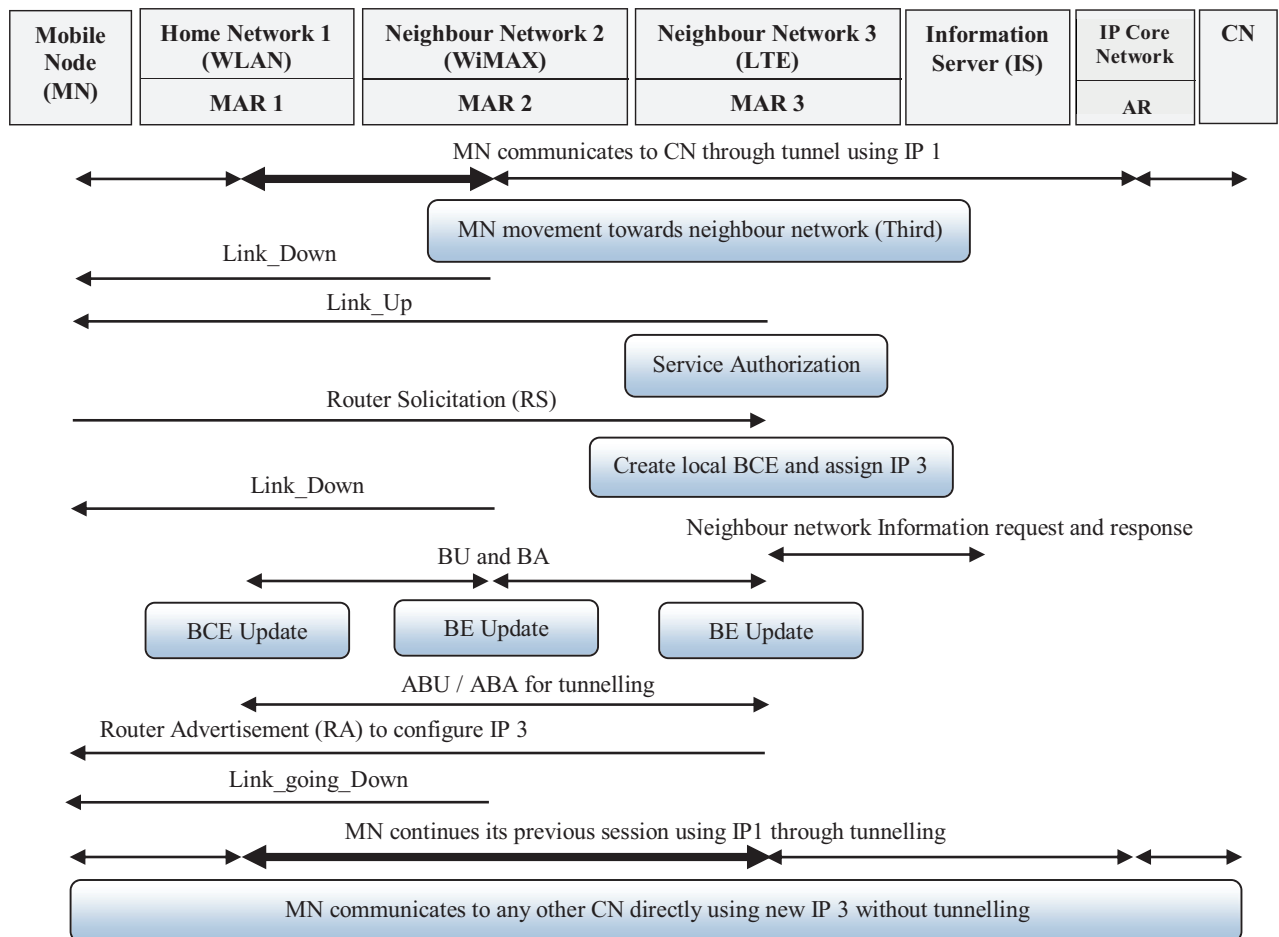 Mobile
Node
(MN)
Home Network 1
(WLAN)
MAR 1
Neighbour Network 2
(WiMAX)
MAR 2
Neighbour Network 3
(LTE)
MAR 3
Information
Server (IS)
IP Core
Network
AR
CN
MN communicates to CN through tunnel using IP 1
MN movement towards neighbour network (Third)
Link_Down
Link_Up
Service Authorization
Router Solicitation (RS)
Create local BCE and assign IP 3
Link_Down
Neighbour network Information request and response
BU and BA
BCE Update
BE Update
BE Update
ABU / ABA for tunnelling
Router Advertisement (RA) to configure IP 3
Link_going_Down
MN continues its previous session using IP1 through tunnelling
MN communicates to any other CN directly using new IP 3 without tunnelling